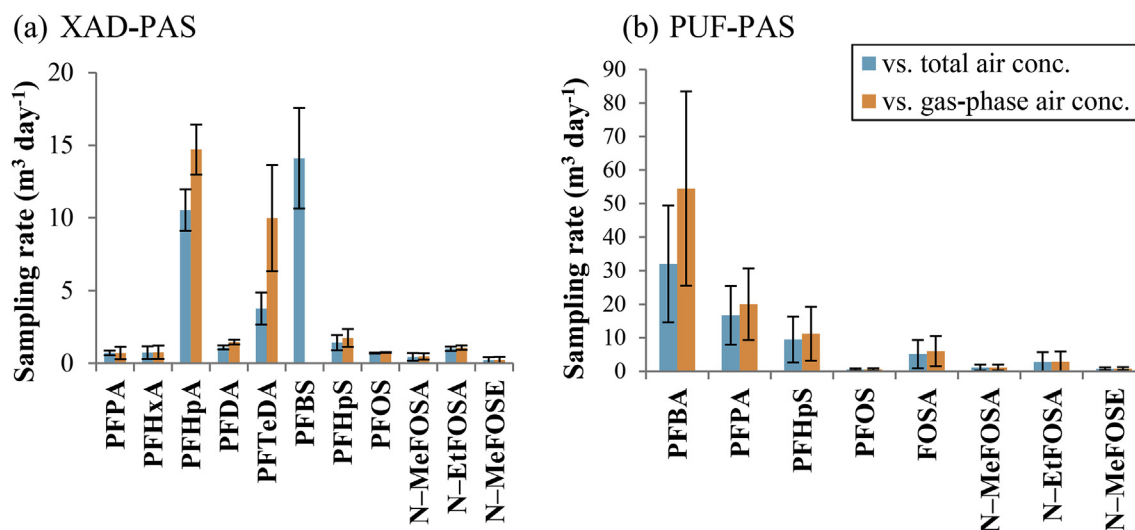 (a) XAD-PAS
Sampling rate (m³ day⁻¹)
20
15
10
5
0
PFPA
PFHxA
PFHpA
PFDA
PFTeDA
PFBS
PFHpS
PFOS
N–MeFOSA
N–EtFOSA
N–MeFOSE
(b) PUF-PAS
vs. total air conc.
vs. gas-phase air conc.
Sampling rate (m³ day⁻¹)
90
80
70
60
50
40
30
20
10
0
PFBA
PFPA
PFHpS
PFOS
FOSA
N–MeFOSA
N–EtFOSA
N–MeFOSE